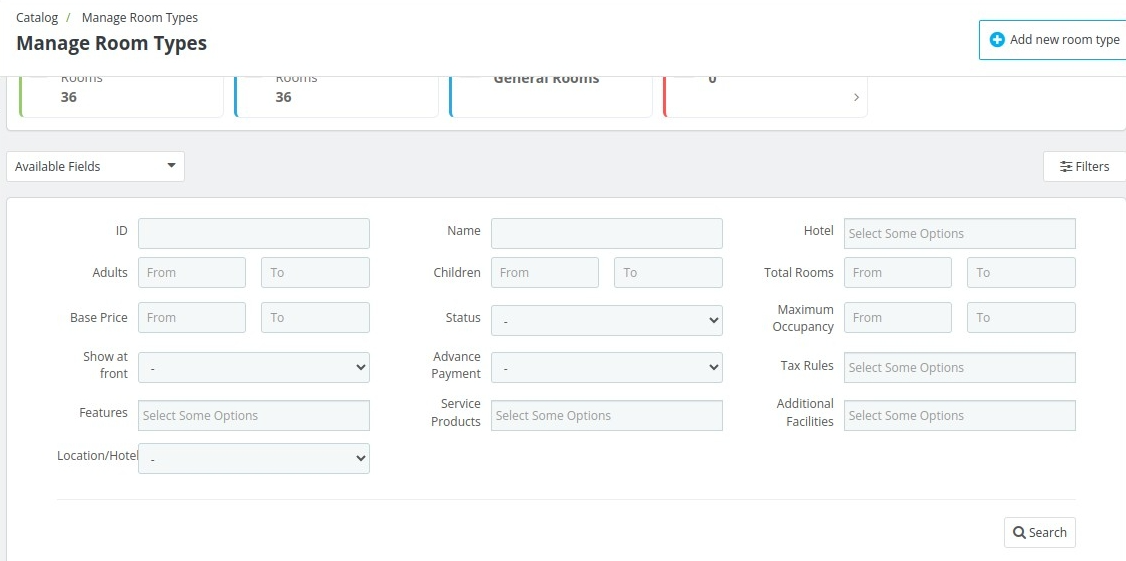 Catalog / Manage Room Types
Manage Room Types
Add new room type
Rooms
Rooms
General Rooms
0
36
36
Available Fields
Filters
ID
Name
Hotel
Select Some Options
Adults
From
To
Children
From
To
Total Rooms
From
To
Base Price
From
To
Status
-
Maximum
Occupancy
From
To
Show at
front
-
Advance
Payment
-
Tax Rules
Select Some Options
Features
Select Some Options
Service
Products
Select Some Options
Additional
Facilities
Select Some Options
Location/Hotel
-
Search